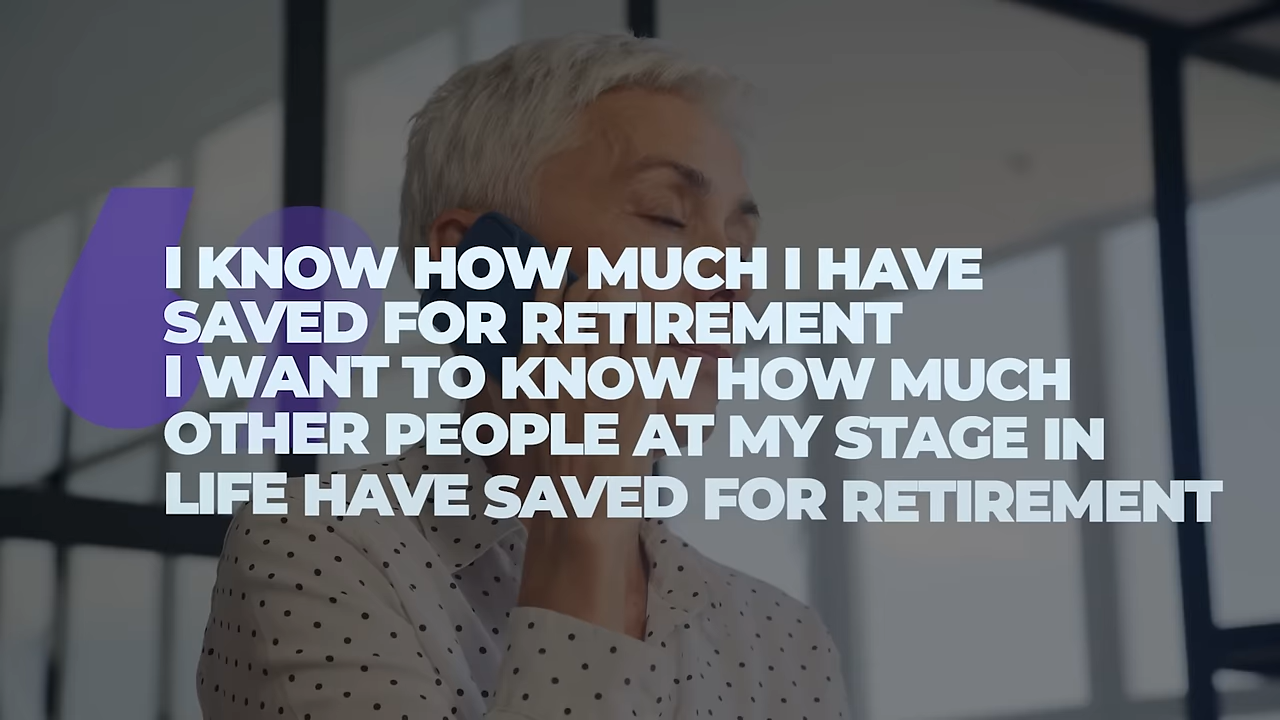 I KNOW HOW MUCH I HAVE
SAVED FOR RETIREMENT
I WANT TO KNOW HOW MUCH
OTHER PEOPLE AT MY STAGE IN
LIFE HAVE SAVED FOR RETIREMENT